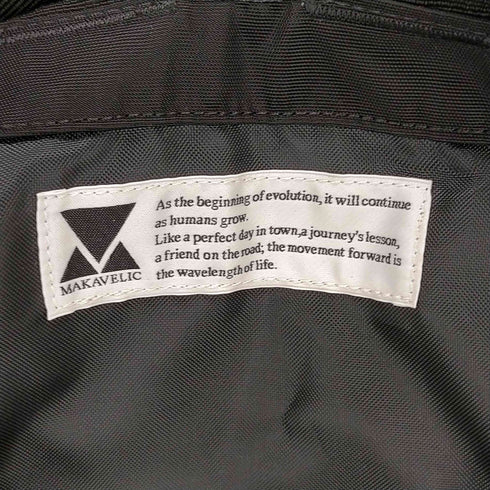 As the beginning of evolution, it will continue
as humans grow.
Like a perfect day in town,a journey's lesson,
a friend on the road; the movement forward is
the wavelength of life.
MAKAVELIC